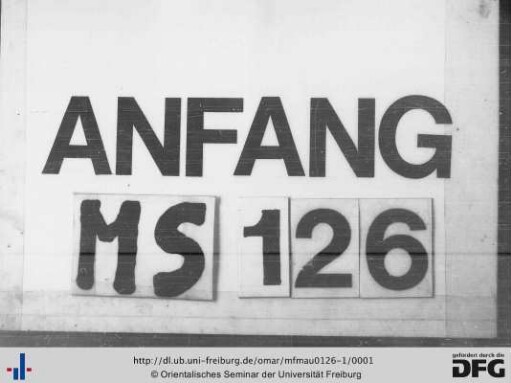 ANFANG
MS 126
http://dl.ub.uni-freiburg.de/omar/mfmau0126-1/0001
© Orientalisches Seminar der Universität Freiburg
gefördert durch die
DFG